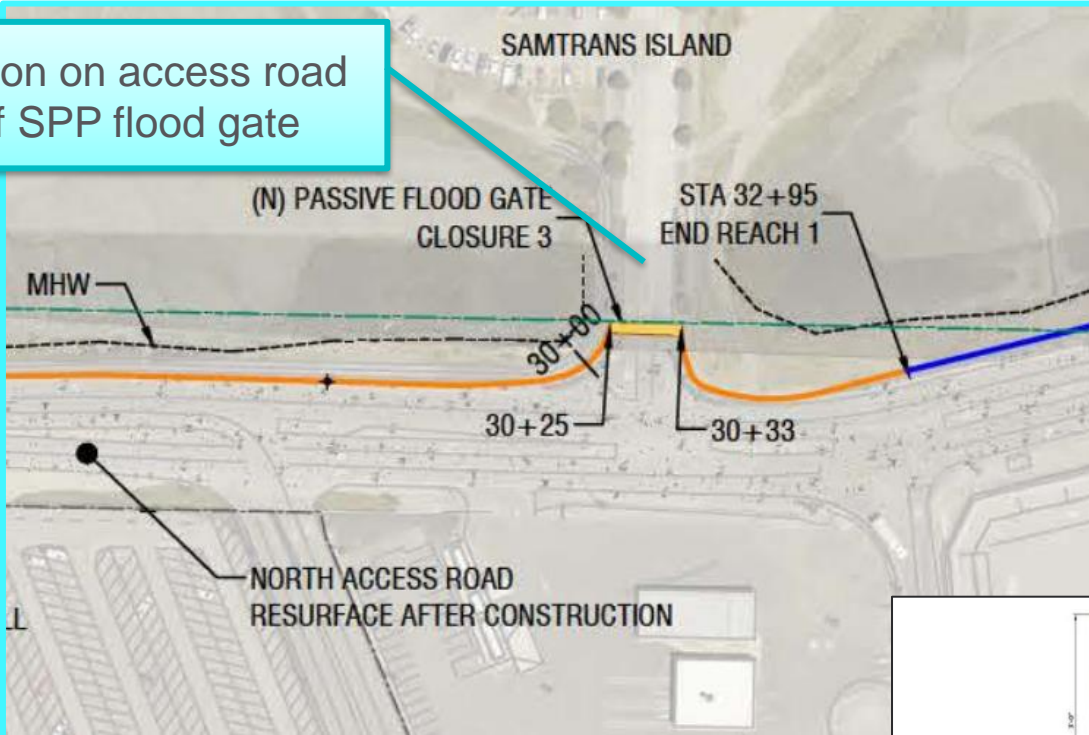 on on access road
SPP flood gate
SAMTRANS ISLAND
(N) PASSIVE FLOOD GATE
CLOSURE 3
STA 32+95
END REACH 1
MHW
30+00
30+25
30+33
NORTH ACCESS ROAD
RESURFACE AFTER CONSTRUCTION
LL